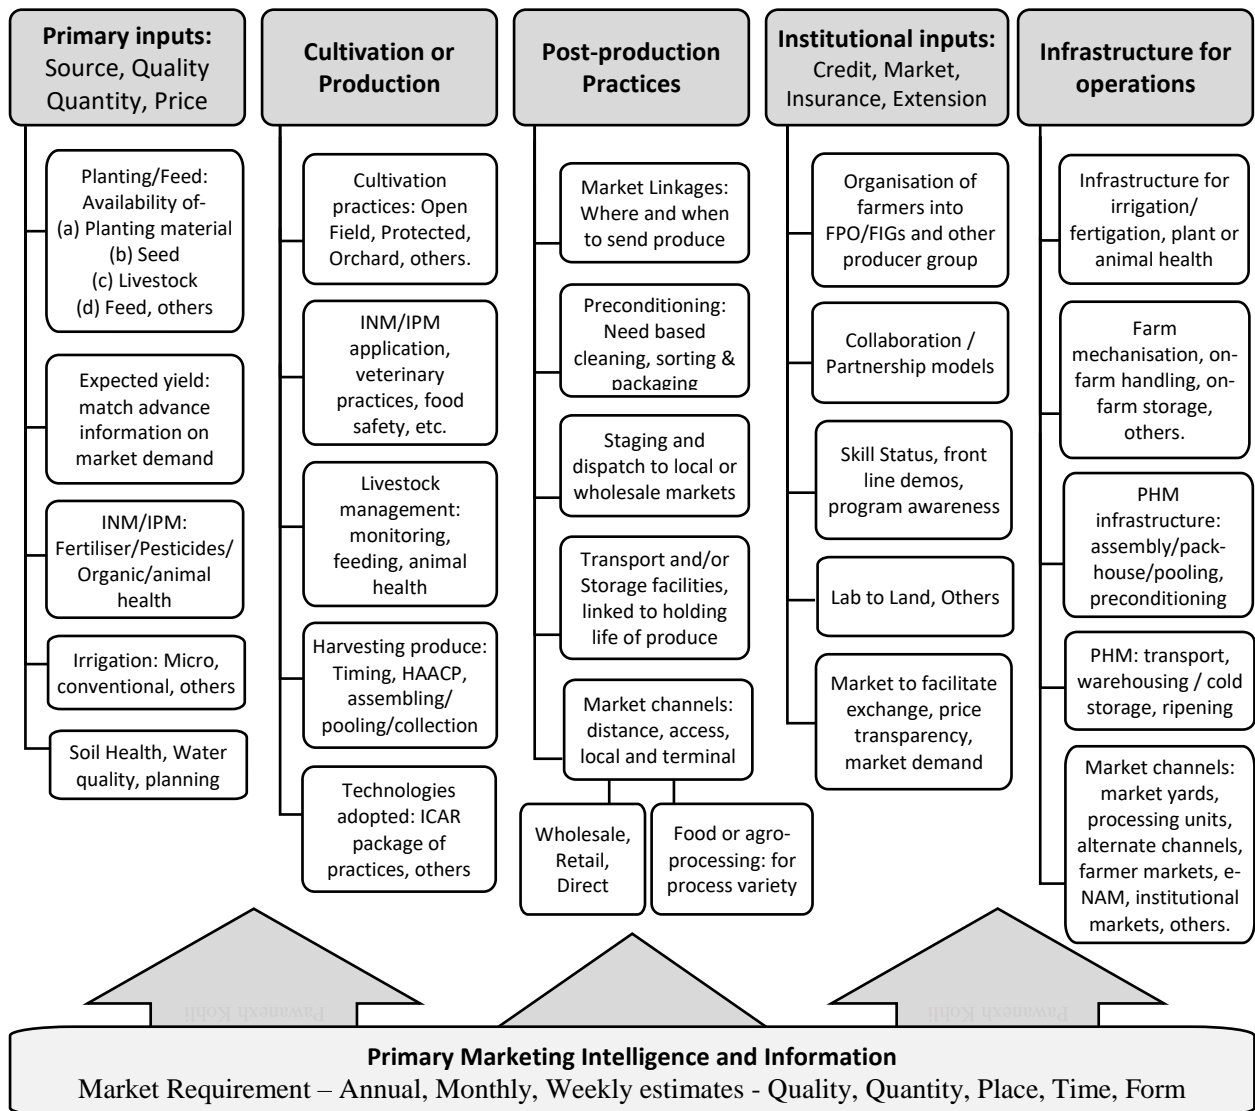 Primary inputs:
Source, Quality
Quantity, Price
Planting/Feed:
Availability of-
(a) Planting material
(b) Seed
(c) Livestock
(d) Feed, others
Expected yield:
match advance
information on
market demand
INM/IPM:
Fertiliser/Pesticides/
Organic/animal
health
Irrigation: Micro,
conventional, others
Soil Health, Water
quality, planning
Cultivation or
Production
Cultivation
practices: Open
Field, Protected,
Orchard, others.
INM/IPM
application,
veterinary
practices, food
safety, etc.
Livestock
management:
monitoring,
feeding, animal
health
Harvesting produce:
Timing, HAACP,
assembling/
pooling/collection
Technologies
adopted: ICAR
package of
practices, others
Post-production
Practices
Market Linkages:
Where and when
to send produce
Preconditioning:
Need based
cleaning, sorting &
packaging
Staging and
dispatch to local or
wholesale markets
Transport and/or
Storage facilities,
linked to holding
life of produce
Market channels:
distance, access,
local and terminal
Wholesale,
Retail,
Direct
Food or agro-
processing: for
process variety
Institutional inputs:
Credit, Market,
Insurance, Extension
Organisation of
farmers into
FPO/FIGs and other
producer group
Collaboration /
Partnership models
Skill Status, front
line demos,
program awareness
Lab to Land, Others
Market to facilitate
exchange, price
transparency,
market demand
Infrastructure for
operations
Infrastructure for
irrigation/
fertigation, plant or
animal health
Farm
mechanisation, on-
farm handling, on-
farm storage,
others.
PHM
infrastructure:
assembly/pack-
house/pooling,
preconditioning
PHM: transport,
warehousing / cold
storage, ripening
Market channels:
market yards,
processing units,
alternate channels,
farmer markets, e-
NAM, institutional
markets, others.
Pawanexh Kohli
Pawanexh Kohli
Primary Marketing Intelligence and Information
Market Requirement – Annual, Monthly, Weekly estimates - Quality, Quantity, Place, Time, Form